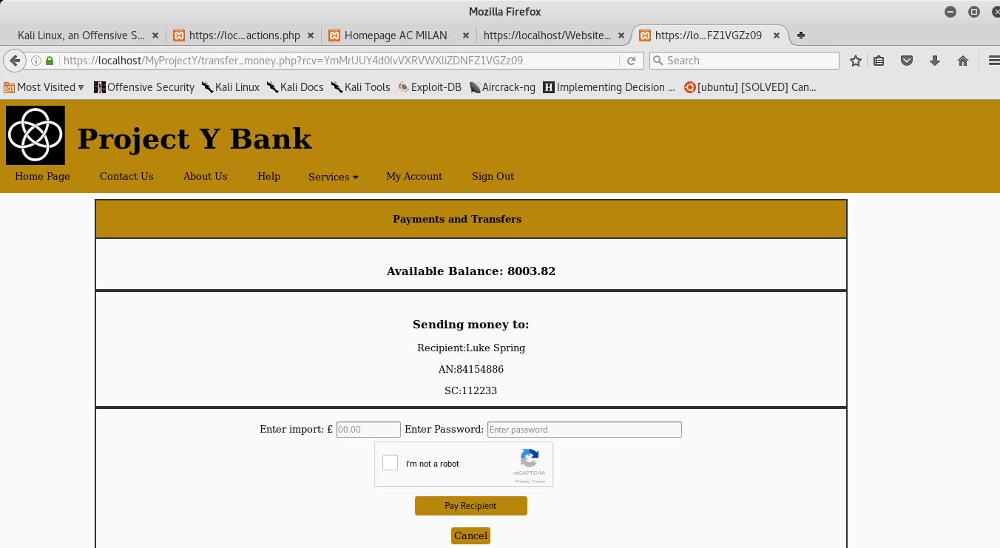 Mozilla Firefox
Kali Linux, an Offensive S... https://loc...actions.php Homepage AC MILAN https://localhost/Website... https://lo...FZ1VGZz09
https://localhost/MyProjectY/transfer_money.php?rcv=YmMrUUY4d0IvVXRVWXliZDNFZ1VGZz09 Search
Most Visited Offensive Security Kali Linux Kali Docs Kali Tools Exploit-DB Aircrack-ng Implementing Decision ... [ubuntu] [SOLVED] Can...
Project Y Bank
Home Page Contact Us About Us Help Services My Account Sign Out
Payments and Transfers
Available Balance: 8003.82
Sending money to:
Recipient:Luke Spring
AN:84154886
SC:112233
Enter import: £ 00.00 Enter Password: Enter password
I'm not a robot
reCAPTCHA
Privacy - Terms
Pay Recipient
Cancel